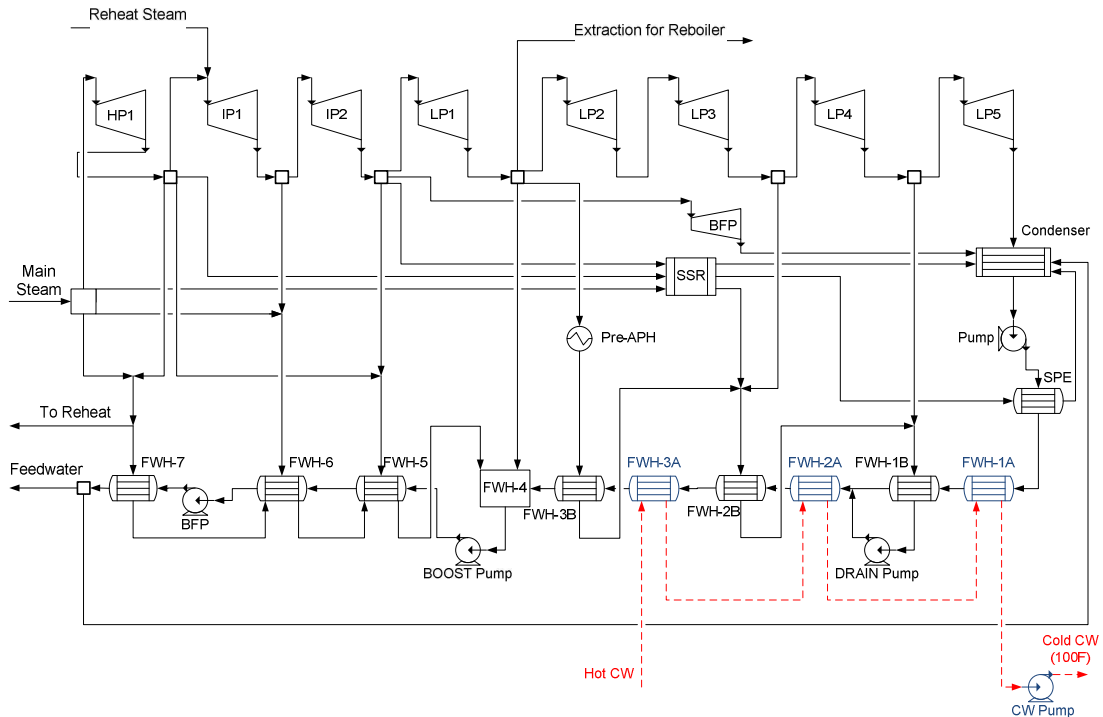 Reheat Steam
Extraction for Reboiler
HP1
IP1
IP2
LP1
LP2
LP3
LP4
LP5
BFP
Condenser
Main
Steam
SSR
Pre-APH
Pump
SPE
To Reheat
Feedwater
FWH-7
FWH-6
FWH-5
FWH-4
FWH-3B
FWH-3A
FWH-2B
FWH-2A
FWH-1B
FWH-1A
BFP
BOOST Pump
DRAIN Pump
Hot CW
Cold CW
(100F)
CW Pump